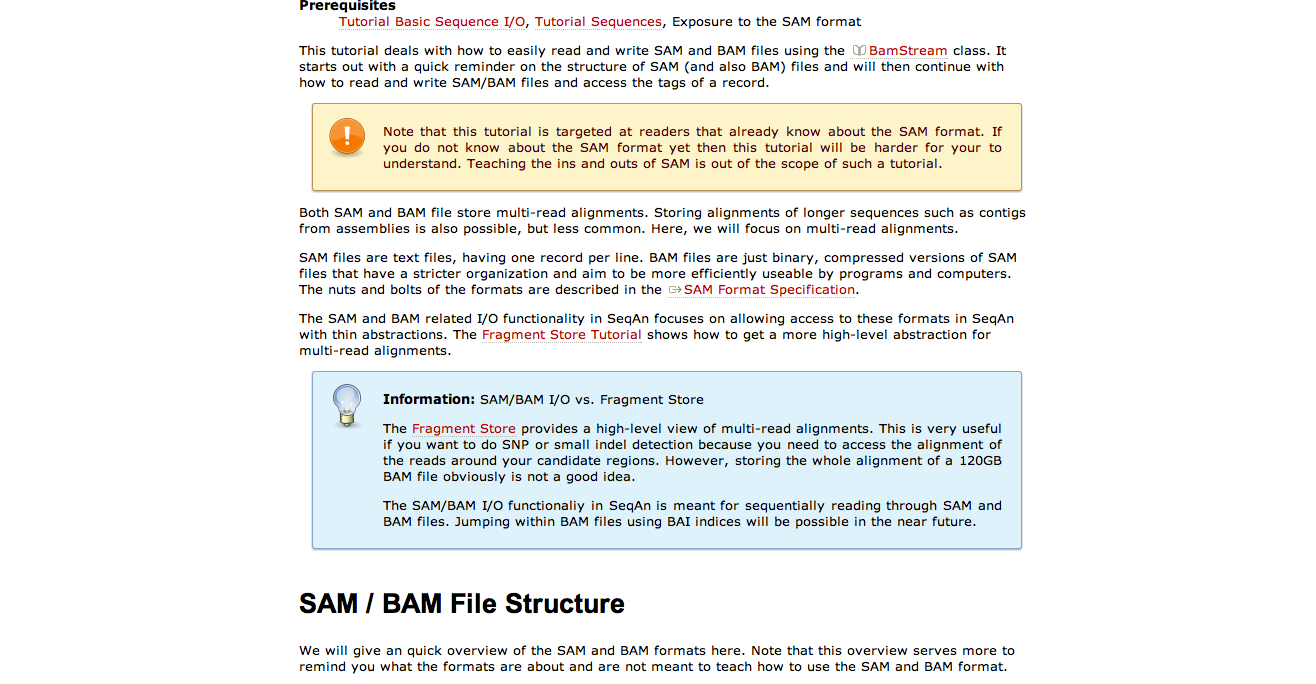 Prerequisites
Tutorial Basic Sequence I/O, Tutorial Sequences, Exposure to the SAM format
This tutorial deals with how to easily read and write SAM and BAM files using the BamStream class. It
starts out with a quick reminder on the structure of SAM (and also BAM) files and will then continue with
how to read and write SAM/BAM files and access the tags of a record.
Note that this tutorial is targeted at readers that already know about the SAM format. If
you do not know about the SAM format yet then this tutorial will be harder for your to
understand. Teaching the ins and outs of SAM is out of the scope of such a tutorial.
Both SAM and BAM file store multi-read alignments. Storing alignments of longer sequences such as contigs
from assemblies is also possible, but less common. Here, we will focus on multi-read alignments.
SAM files are text files, having one record per line. BAM files are just binary, compressed versions of SAM
files that have a stricter organization and aim to be more efficiently useable by programs and computers.
The nuts and bolts of the formats are described in the SAM Format Specification.
The SAM and BAM related I/O functionality in SeqAn focuses on allowing access to these formats in SeqAn
with thin abstractions. The Fragment Store Tutorial shows how to get a more high-level abstraction for
multi-read alignments.
Information: SAM/BAM I/O vs. Fragment Store
The Fragment Store provides a high-level view of multi-read alignments. This is very useful
if you want to do SNP or small indel detection because you need to access the alignment of
the reads around your candidate regions. However, storing the whole alignment of a 120GB
BAM file obviously is not a good idea.
The SAM/BAM I/O functionaliy in SeqAn is meant for sequentially reading through SAM and
BAM files. Jumping within BAM files using BAI indices will be possible in the near future.
SAM / BAM File Structure
We will give an quick overview of the SAM and BAM formats here. Note that this overview serves more to
remind you what the formats are about and are not meant to teach how to use the SAM and BAM format.